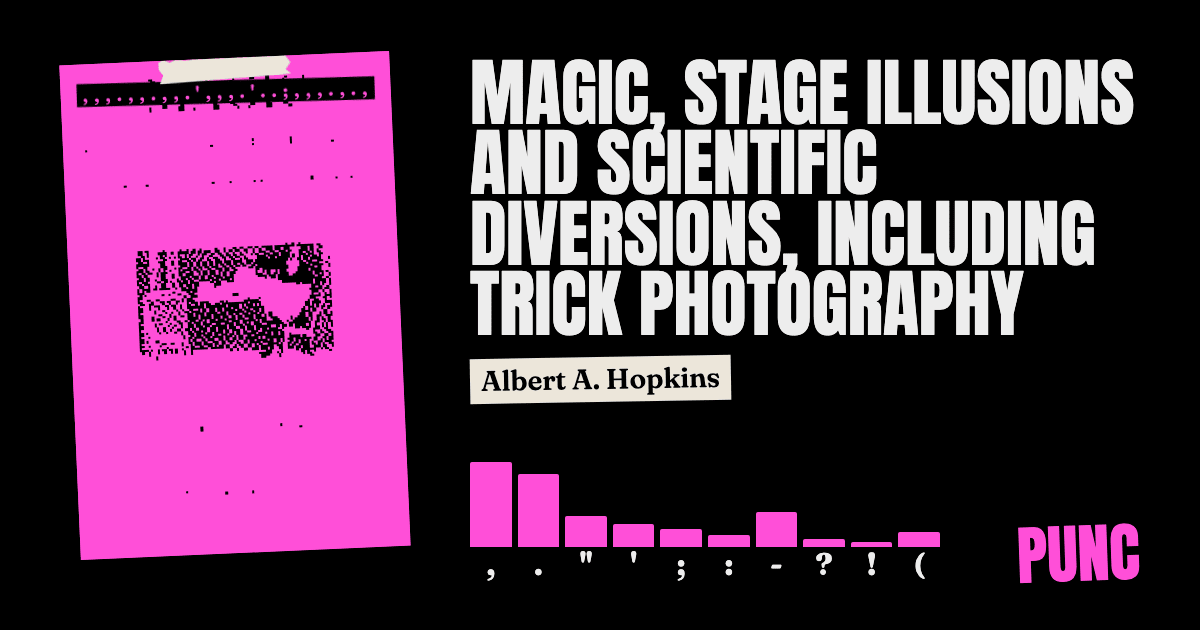 , , , . , , . , , . ' , , . ' . . ; , , , . , , , ,
MAGIC, STAGE ILLUSIONS
AND SCIENTIFIC
DIVERSIONS, INCLUDING
TRICK PHOTOGRAPHY
Albert A. Hopkins
, . " ' ; : - ? ! (
PUNC